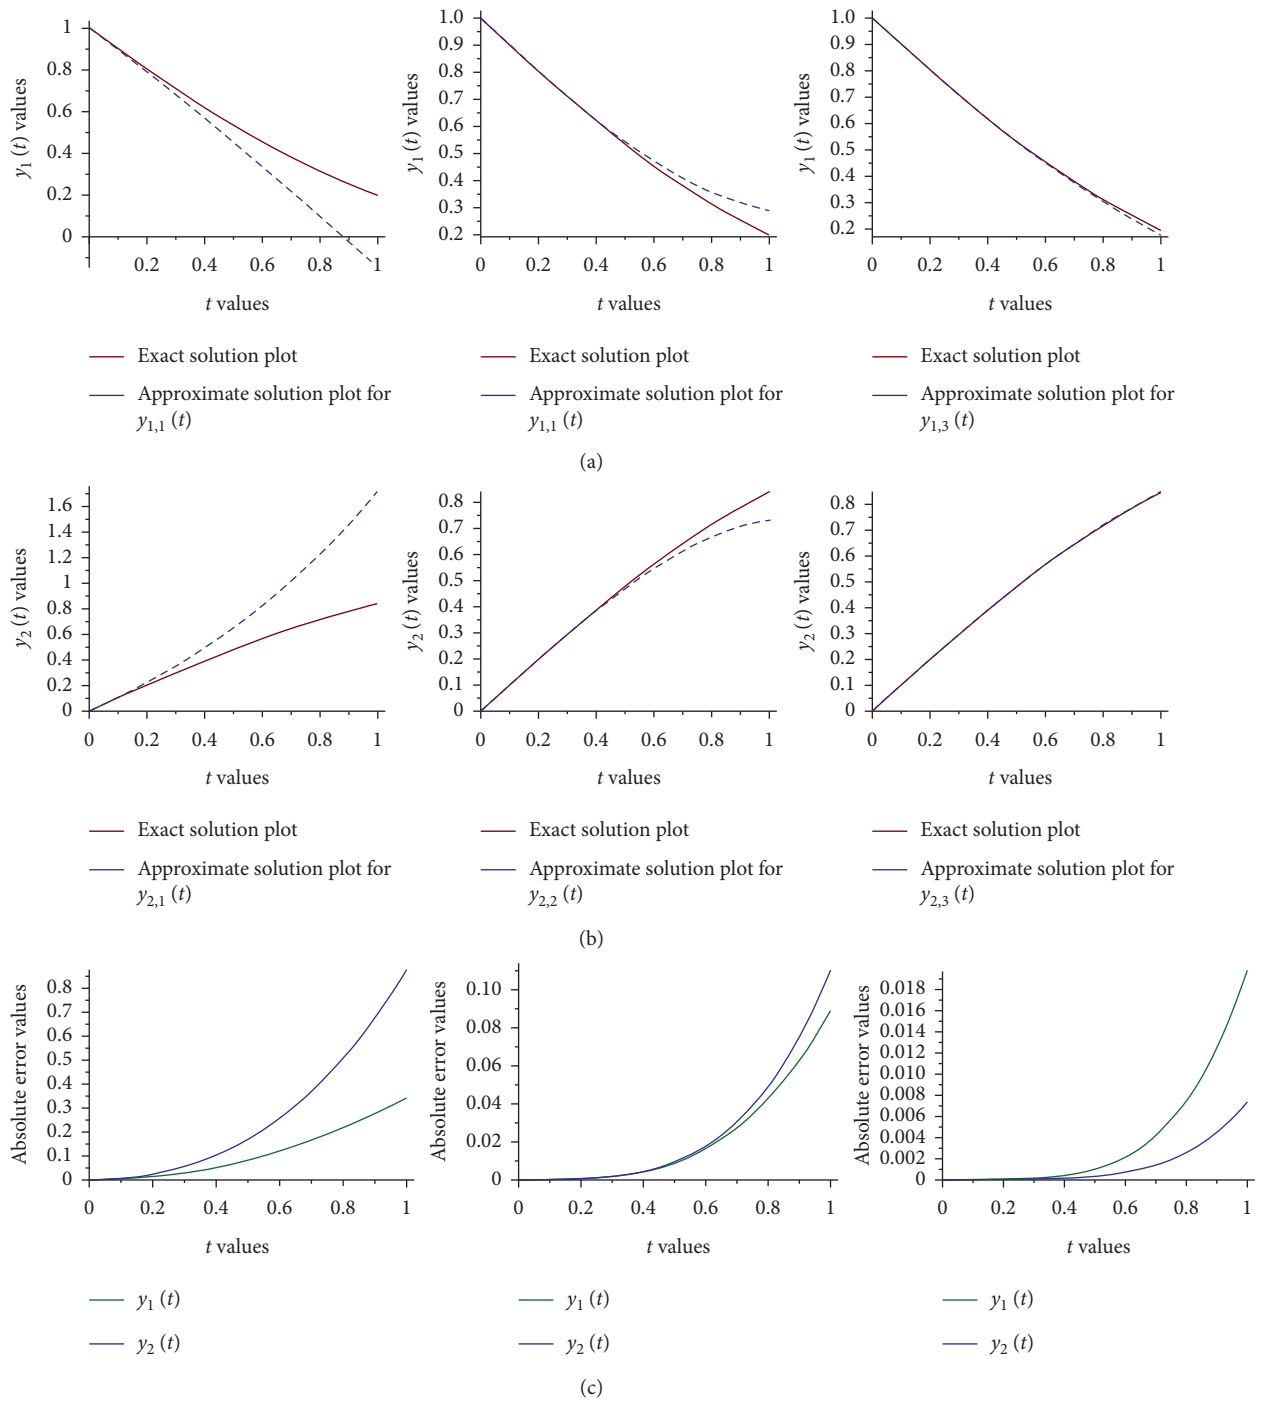 y1 (t) values
1
0.8
0.6
0.4
0.2
0
0.2
0.4
0.6
0.8
1
t values
Exact solution plot
Approximate solution plot for
y1,1 (t)
y1 (t) values
1.0
0.9
0.8
0.7
0.6
0.5
0.4
0.3
0.2
0
0.2
0.4
0.6
0.8
1
t values
Exact solution plot
Approximate solution plot for
y1,1 (t)
y1 (t) values
1.0
0.9
0.8
0.7
0.6
0.5
0.4
0.3
0.2
0
0.2
0.4
0.6
0.8
1
t values
Exact solution plot
Approximate solution plot for
y1,3 (t)
(a)
y2 (t) values
1.6
1.4
1.2
1
0.8
0.6
0.4
0.2
0
0
0.2
0.4
0.6
0.8
1
t values
Exact solution plot
Approximate solution plot for
y2,1 (t)
y2 (t) values
0.8
0.7
0.6
0.5
0.4
0.3
0.2
0.1
0
0
0.2
0.4
0.6
0.8
1
t values
Exact solution plot
Approximate solution plot for
y2,2 (t)
y2 (t) values
0.8
0.7
0.6
0.5
0.4
0.3
0.2
0.1
0
0
0.2
0.4
0.6
0.8
1
t values
Exact solution plot
Approximate solution plot for
y2,3 (t)
(b)
Absolute error values
0.8
0.7
0.6
0.5
0.4
0.3
0.2
0.1
0
0
0.2
0.4
0.6
0.8
1
t values
y1 (t)
y2 (t)
Absolute error values
0.10
0.08
0.06
0.04
0.02
0
0
0.2
0.4
0.6
0.8
1
t values
y1 (t)
y2 (t)
Absolute error values
0.018
0.016
0.014
0.012
0.010
0.008
0.006
0.004
0.002
0
0
0.2
0.4
0.6
0.8
1
t values
y1 (t)
y2 (t)
(c)